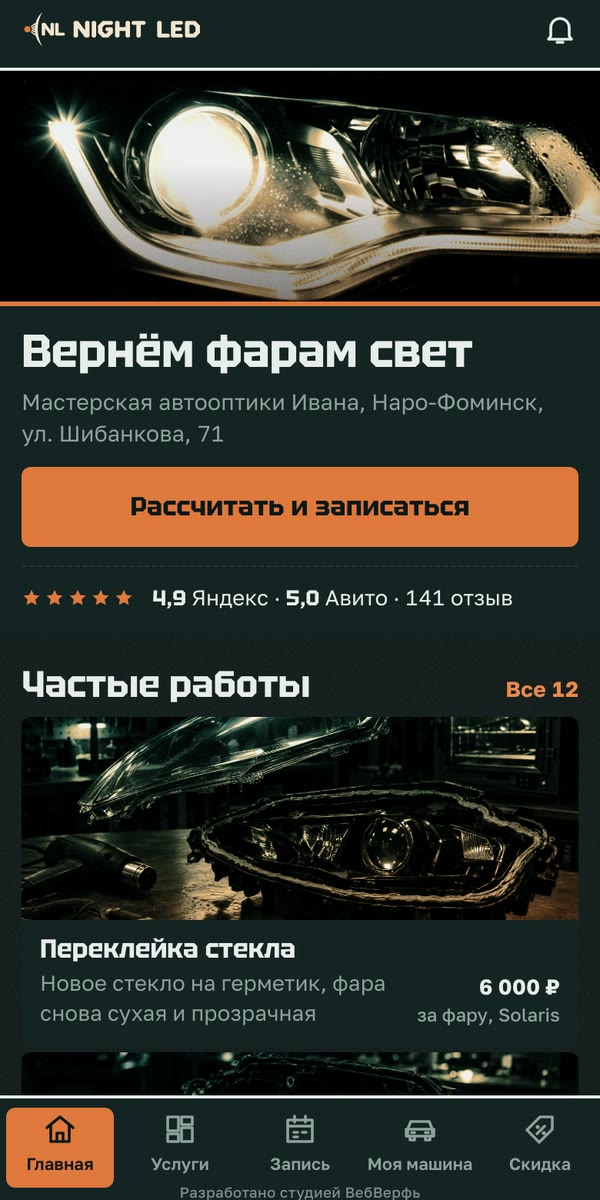 NL NIGHT LED
Вернём фарам свет
Мастерская автооптики Ивана, Наро-Фоминск,
ул. Шибанкова, 71
Рассчитать и записаться
4,9 Яндекс · 5,0 Авито · 141 отзыв
Частые работы
Все 12
Переклейка стекла
Новое стекло на герметик, фара
снова сухая и прозрачная
6 000 ₽
за фару, Solaris
Главная
Услуги
Запись
Моя машина
Скидка
Разработано студией ВебВерфь